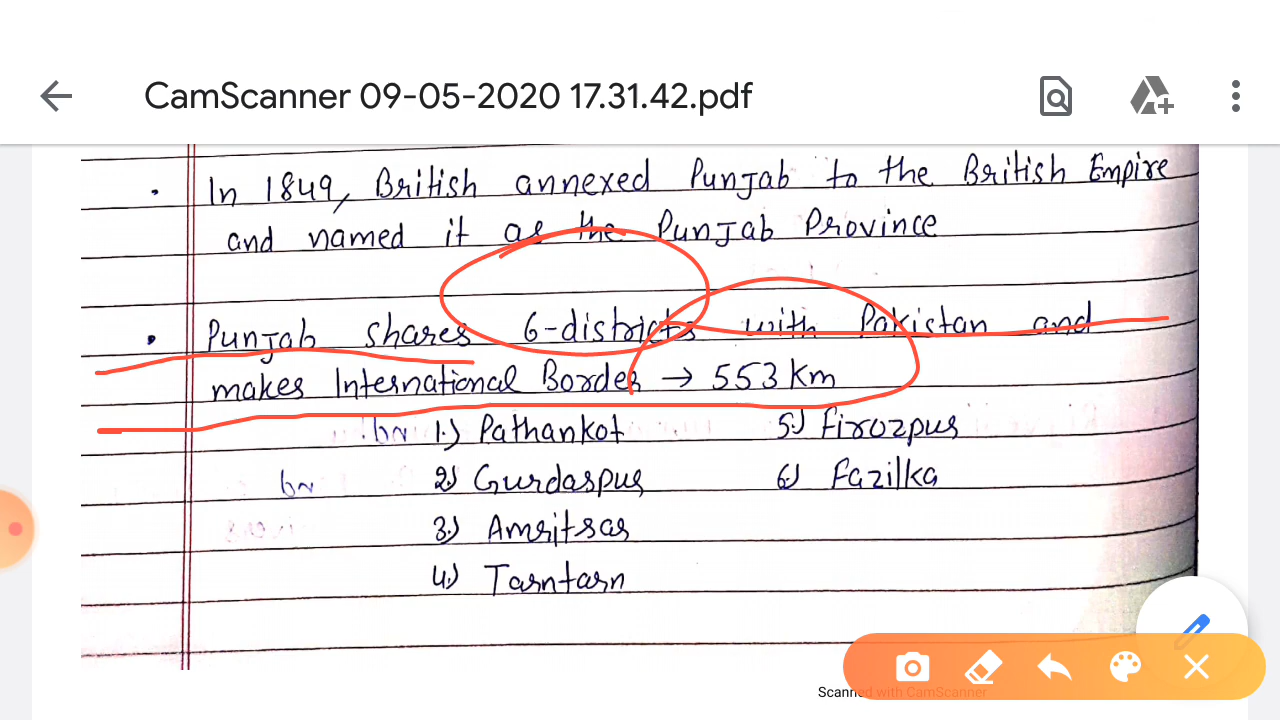 CamScanner 09-05-2020 17.31.42.pdf
• In 1849, British annexed Punjab to the British Empire
and named it as the Punjab Province
• Punjab shares 6-districts with Pakistan and
makes International Border → 553 km
1.) Pathankot 5.) Firozpur
2.) Gurdaspur 6.) Fazilka
3.) Amritsar
4.) Tarntarn
Scanned with CamScanner